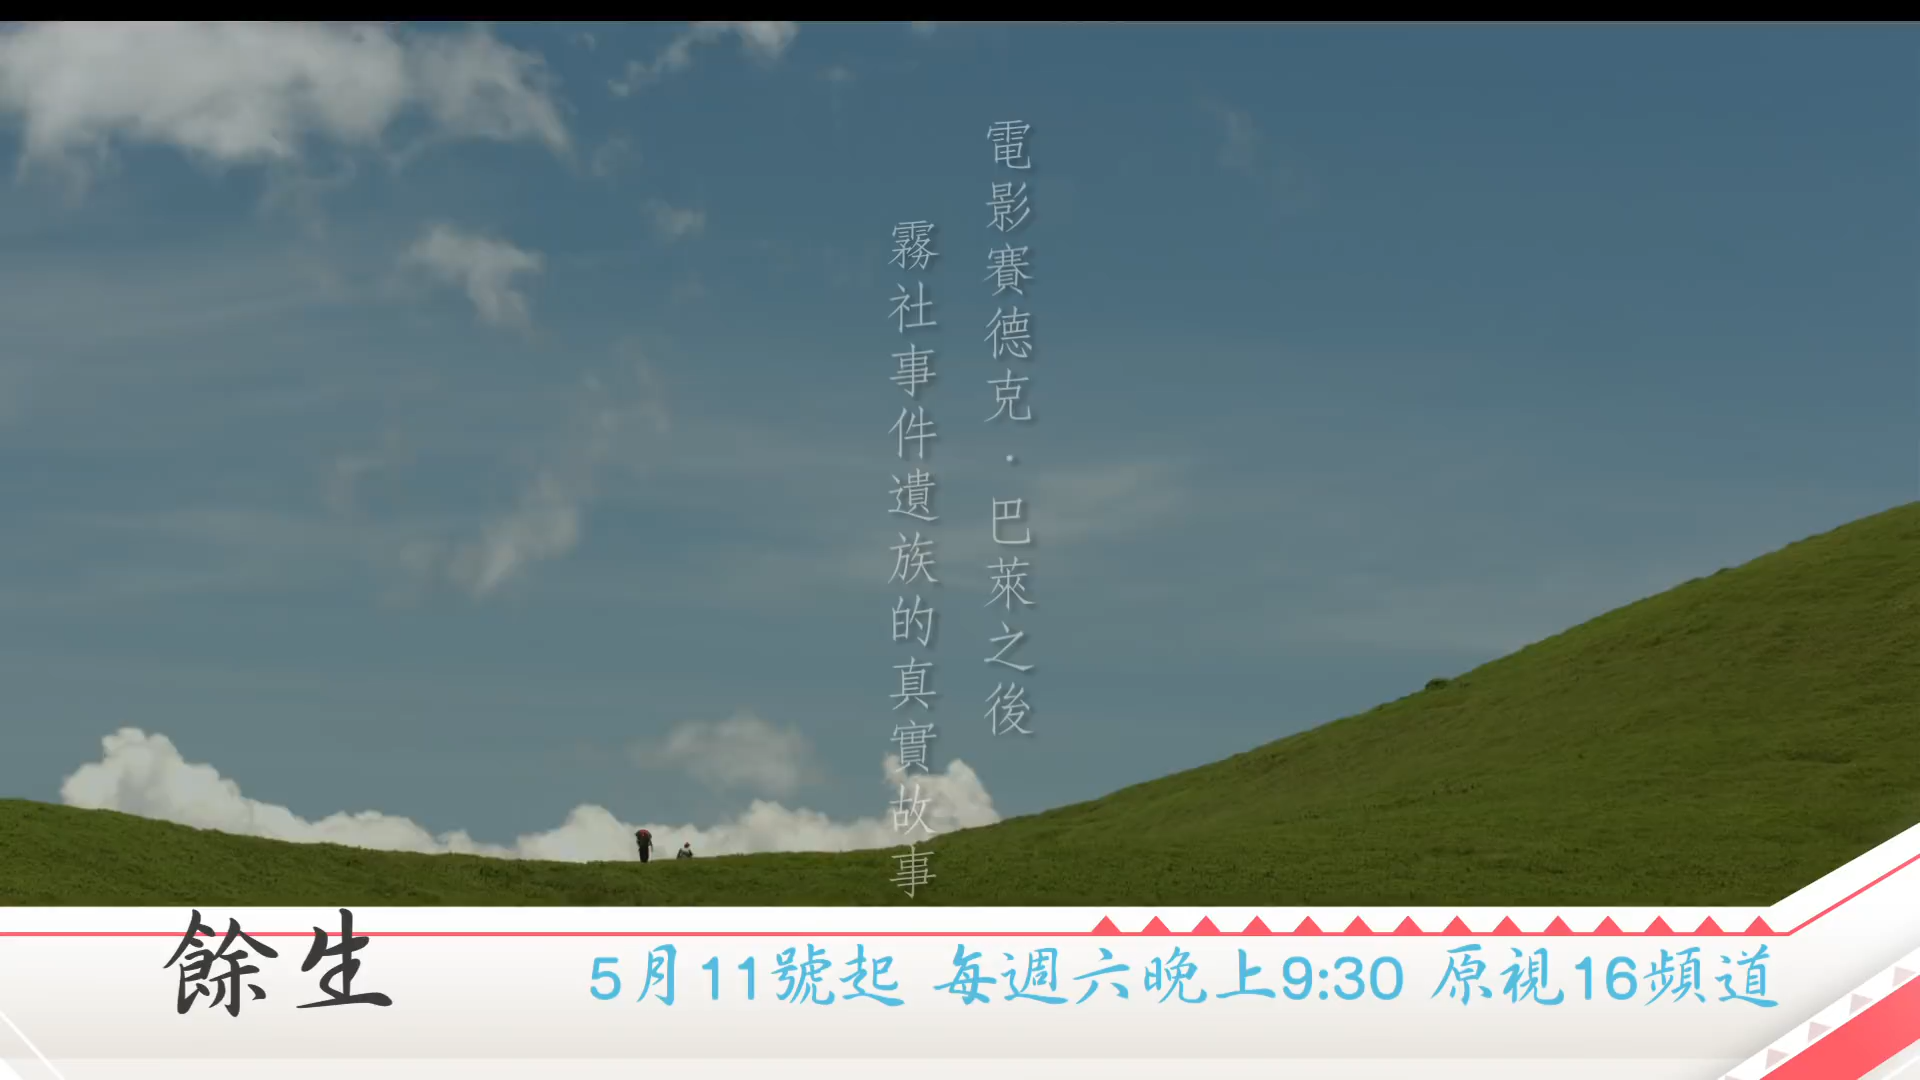 電影賽德克·巴萊之後
霧社事件遺族的真實故事
餘生
5月11號起 每週六晚上9:30 原視16頻道